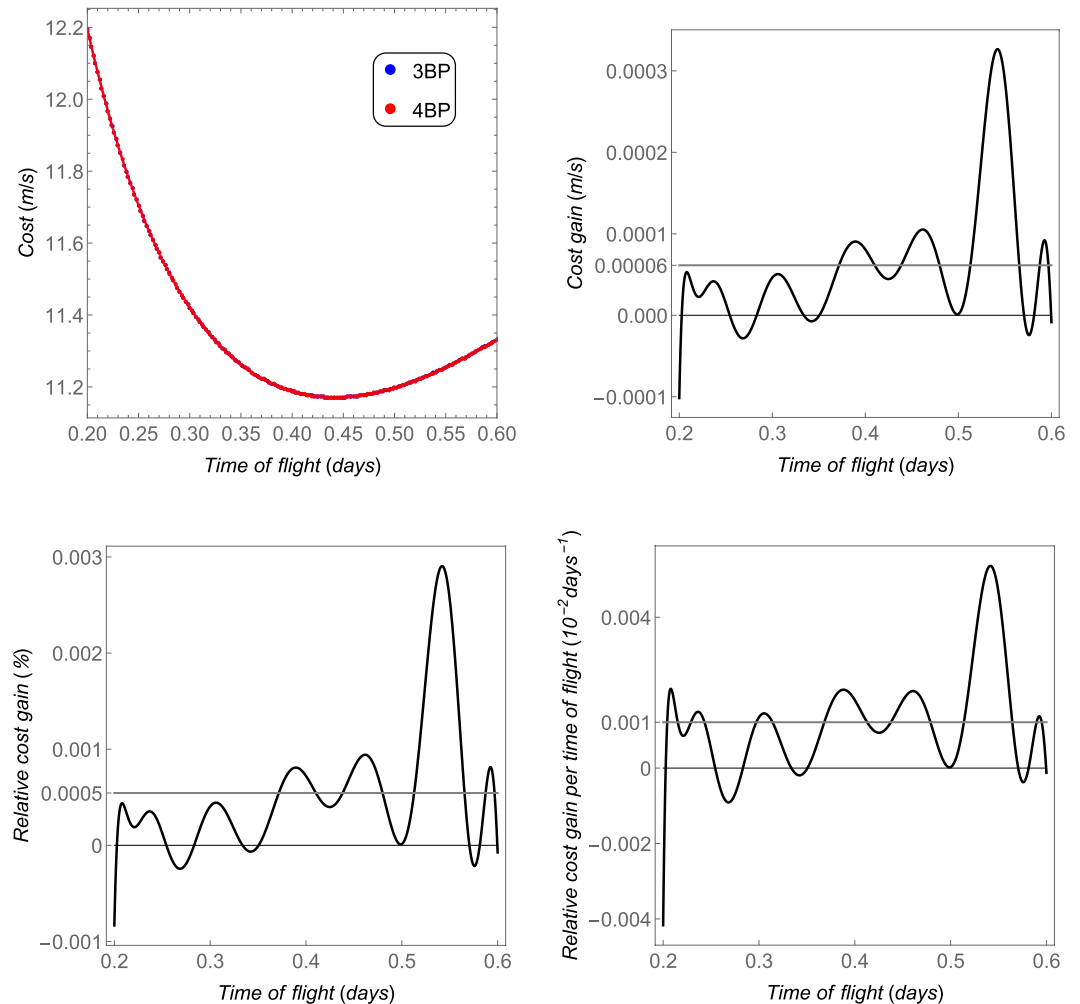 12.2
12.0
11.8
11.6
11.4
11.2
Cost (m/s)
3BP
4BP
0.20 0.25 0.30 0.35 0.40 0.45 0.50 0.55 0.60
Time of flight (days)
0.0003
0.0002
0.0001
0.00006
0.000
-0.0001
Cost gain (m/s)
0.2 0.3 0.4 0.5 0.6
Time of flight (days)
0.003
0.002
0.001
0.0005
0
-0.001
Relative cost gain (%)
0.2 0.3 0.4 0.5 0.6
Time of flight (days)
0.004
0.001
0
-0.002
-0.004
Relative cost gain per time of flight (10⁻² days⁻¹)
0.2 0.3 0.4 0.5 0.6
Time of flight (days)